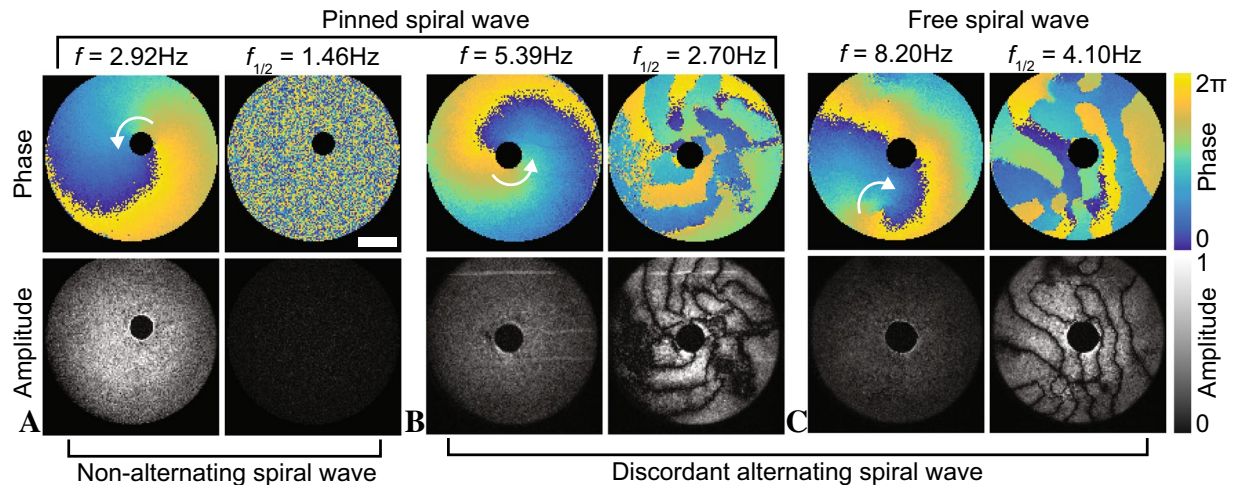 Pinned spiral wave
Free spiral wave
f = 2.92Hz
f1/2 = 1.46Hz
f = 5.39Hz
f1/2 = 2.70Hz
f = 8.20Hz
f1/2 = 4.10Hz
Phase
2π
Phase
0
Amplitude
1
Amplitude
0
A
B
C
Non-alternating spiral wave
Discordant alternating spiral wave